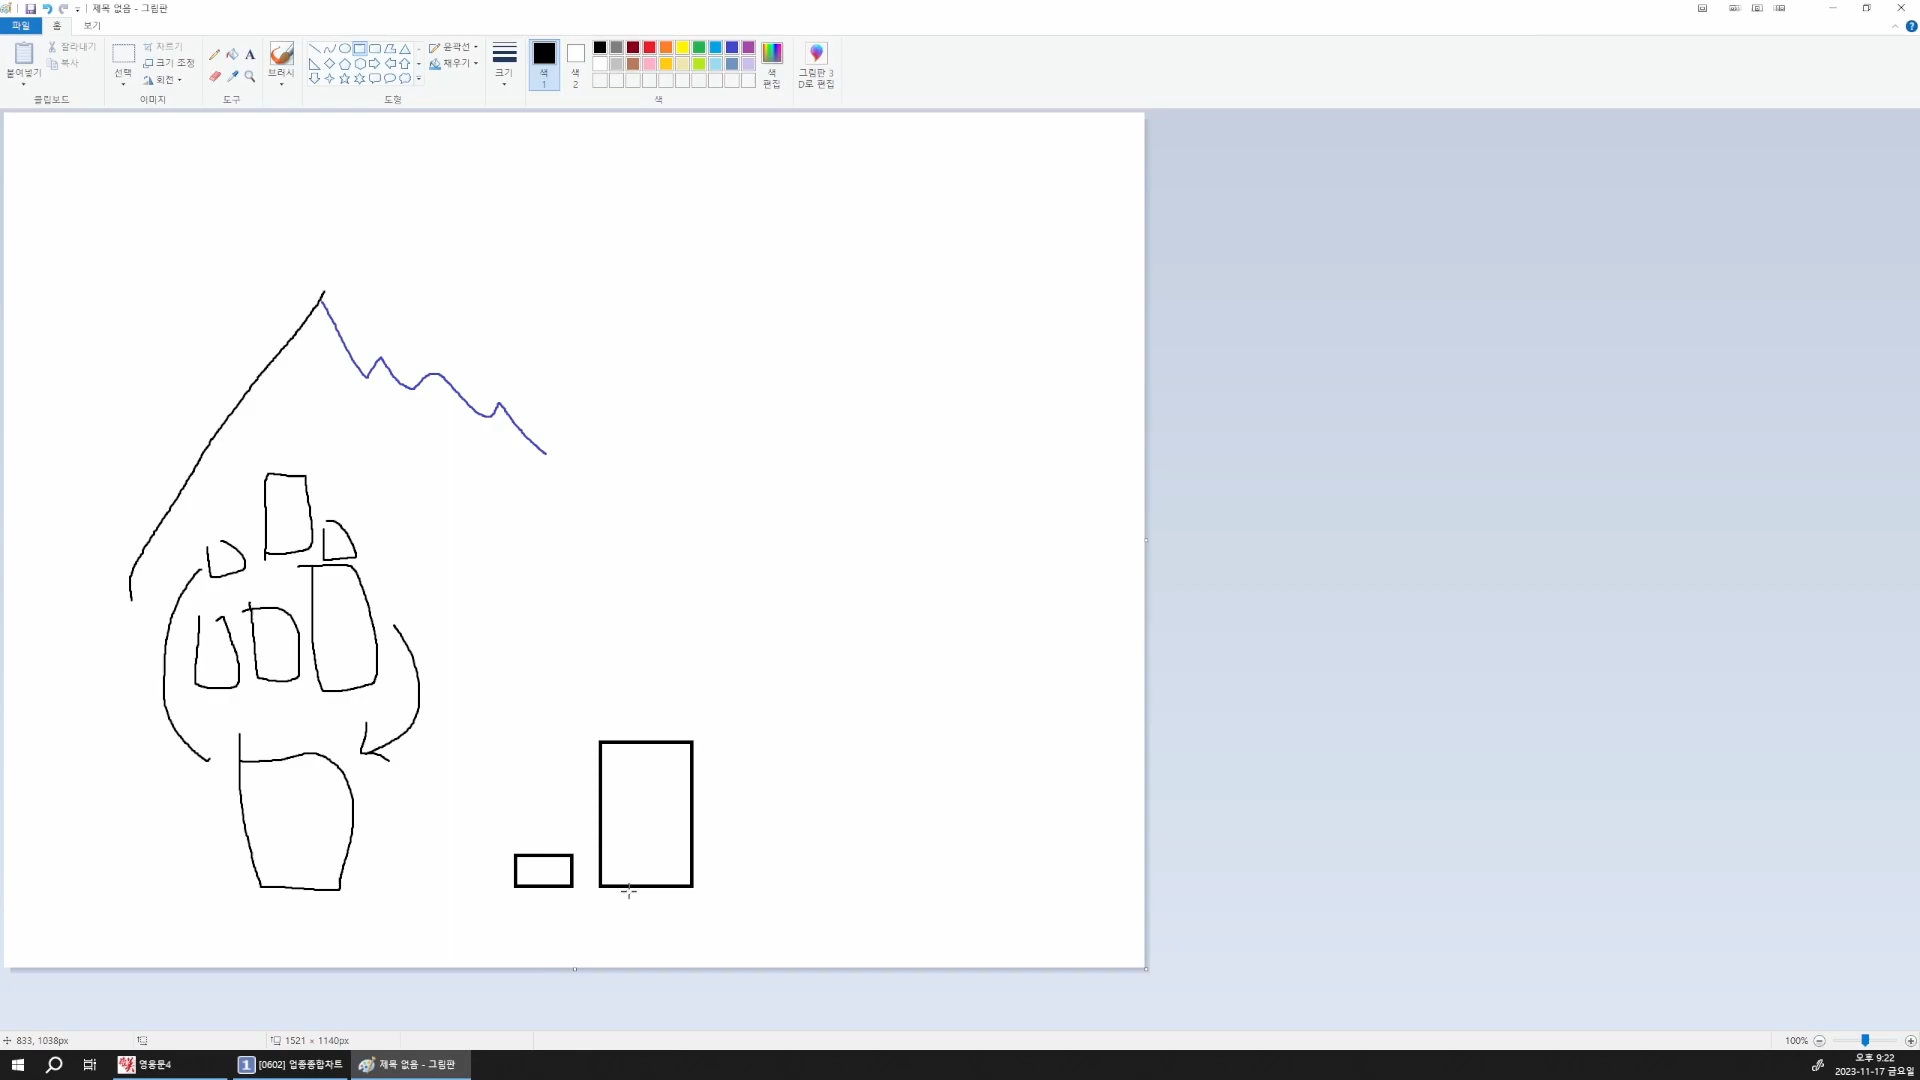 제목 없음 - 그림판
파일 홈 보기
붙여넣기 잘라내기 복사 클립보드
선택 자르기 크기 조정 회전 이미지
A
도구
브러시
윤곽선 채우기 도형
크기
색 1
색 2
색
색 편집
그림판 3D로 편집
833, 1038px
1521 × 1140px
100%
영웅문4
1 [0602] 업종종합차트
제목 없음 - 그림판
오후 9:22
2023-11-17 금요일